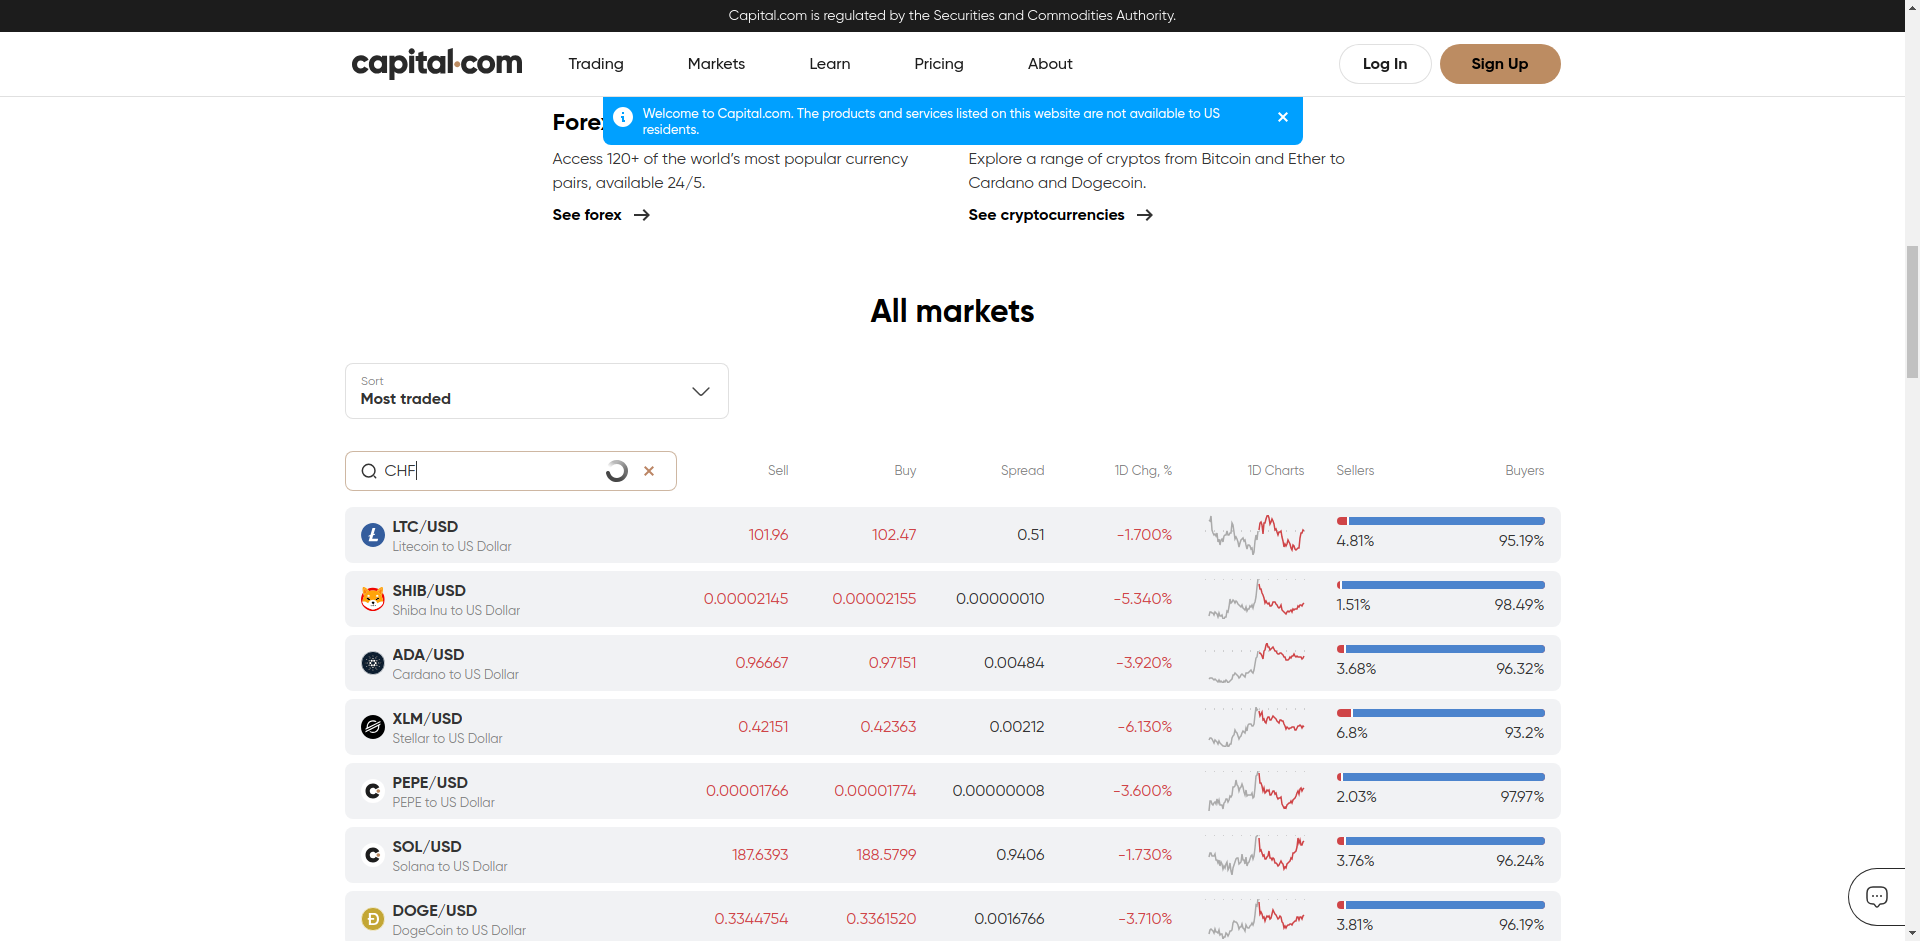 Capital.com is regulated by the Securities and Commodities Authority.
capital.com
Trading
Markets
Learn
Pricing
About
Log In
Sign Up
Welcome to Capital.com. The products and services listed on this website are not available to US
residents.
Access 120+ of the world's most popular currency
pairs, available 24/5.
See forex
Explore a range of cryptos from Bitcoin and Ether to
Cardano and Dogecoin.
See cryptocurrencies
All markets
Sort
Most traded
CHF
Sell
Buy
Spread
1D Chg, %
1D Charts
Sellers
Buyers
LTC/USD
Litecoin to US Dollar
101.96
102.47
0.51
-1.700%
4.81%
95.19%
SHIB/USD
Shiba Inu to US Dollar
0.00002145
0.00002155
0.00000010
-5.340%
1.51%
98.49%
ADA/USD
Cardano to US Dollar
0.96667
0.97151
0.00484
-3.920%
3.68%
96.32%
XLM/USD
Stellar to US Dollar
0.42151
0.42363
0.00212
-6.130%
6.8%
93.2%
PEPE/USD
PEPE to US Dollar
0.00001766
0.00001774
0.00000008
-3.600%
2.03%
97.97%
SOL/USD
Solana to US Dollar
187.6393
188.5799
0.9406
-1.730%
3.76%
96.24%
DOGE/USD
DogeCoin to US Dollar
0.3344754
0.3361520
0.0016766
-3.710%
3.81%
96.19%